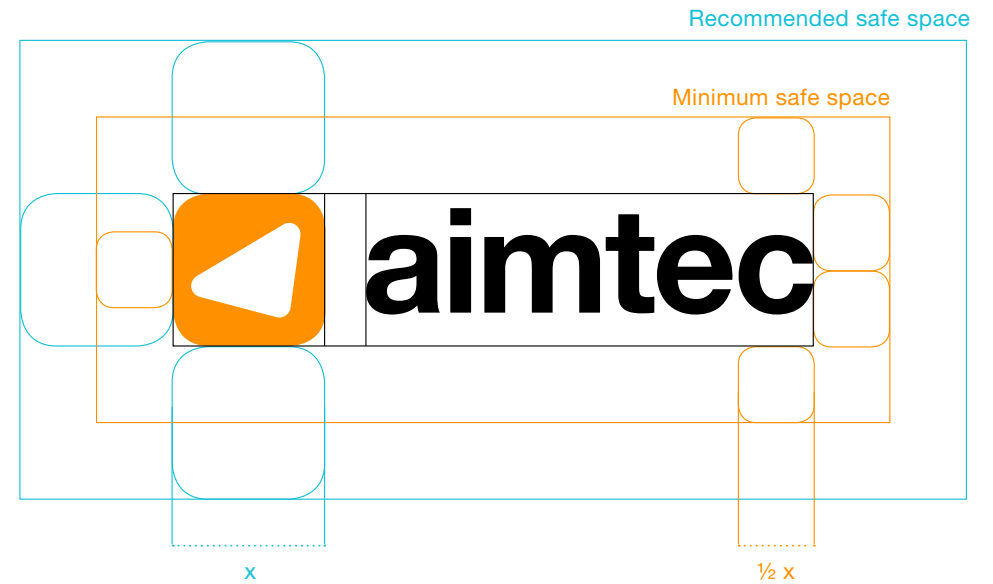 Recommended safe space
Minimum safe space
aimtec
x
½ x